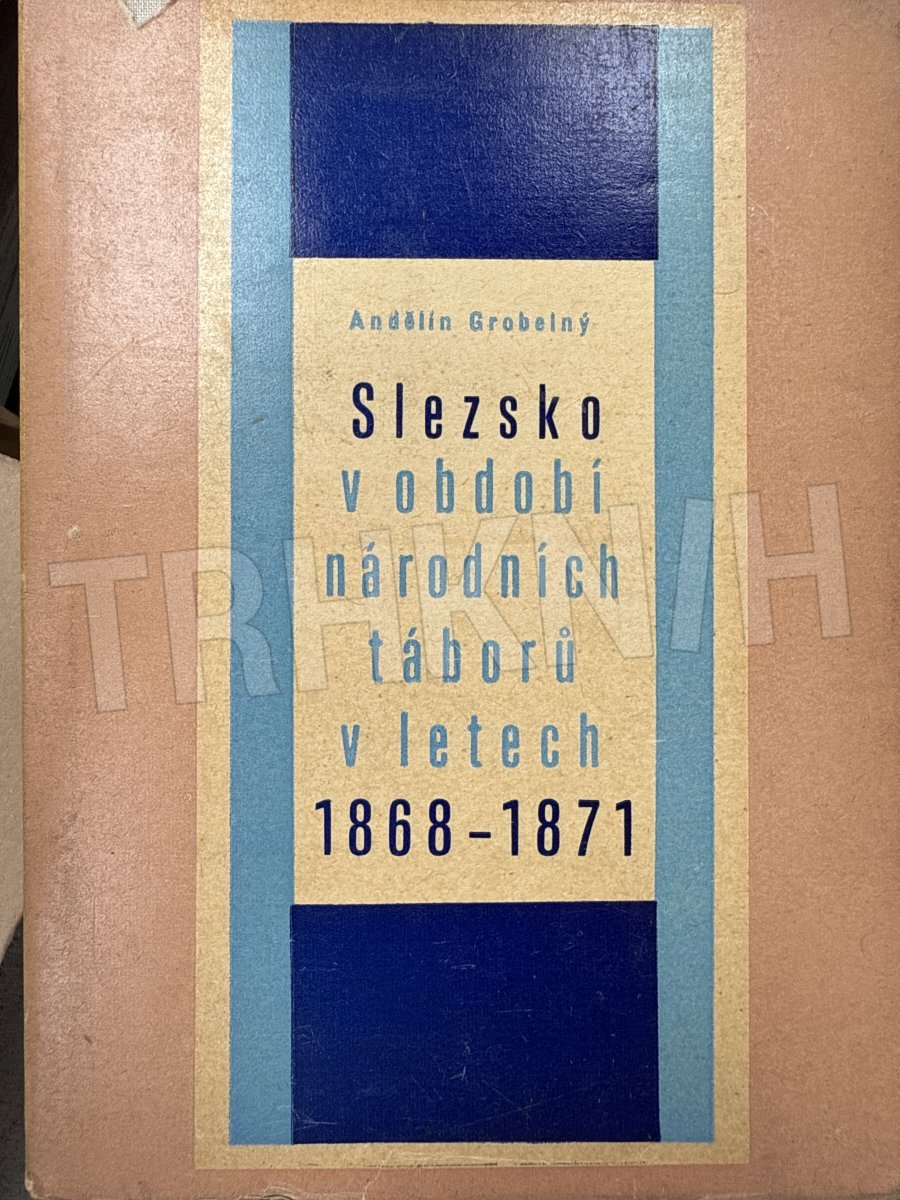 Andělín Grobelný
Slezsko
v období
národních
táborů
v letech
1868-1871
TRHKNIH